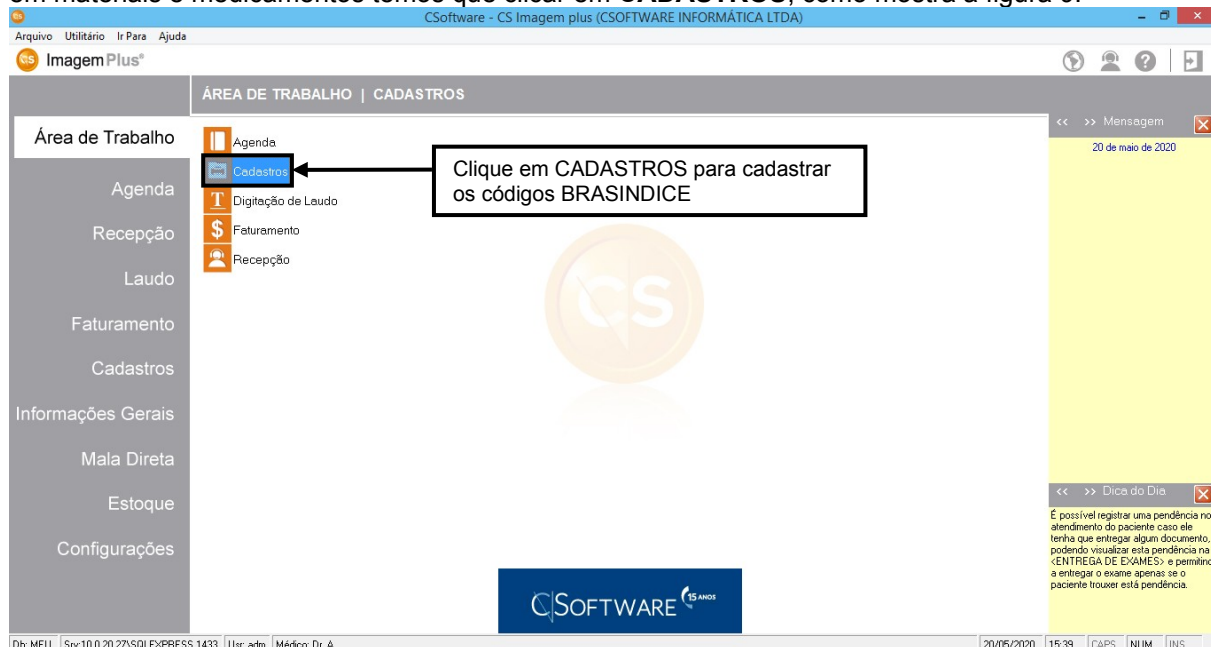 em materiais e medicamentos temos que clicar em CADASTROS, como mostra a figura
CSoftware - CS Imagem plus (CSOFTWARE INFORMÁTICA LTDA)
Arquivo Utilitário Ir Para Ajuda
CS Imagem Plus®
ÁREA DE TRABALHO | CADASTROS
<< >> Mensagem
20 de maio de 2020
Área de Trabalho
Agenda
Recepção
Laudo
Faturamento
Cadastros
Informações Gerais
Mala Direta
Estoque
Configurações
Agenda
Cadastros
Digitação de Laudo
Faturamento
Recepção
Clique em CADASTROS para cadastrar
os códigos BRASINDICE
CS
CSOFTWARE 15 ANOS
<< >> Dica do Dia
É possível registrar uma pendência no
atendimento do paciente caso ele
tenha que entregar algum documento,
podendo visualizar esta pendência na
<ENTREGA DE EXAMES> e permitind
a entregar o exame apenas se o
paciente trouxer está pendência.
Db: MEU Srv:10.0.20.27\SQLEXPRESS,1433 Usr: adm Médico: Dr. A 20/05/2020 15:39 CAPS NUM INS